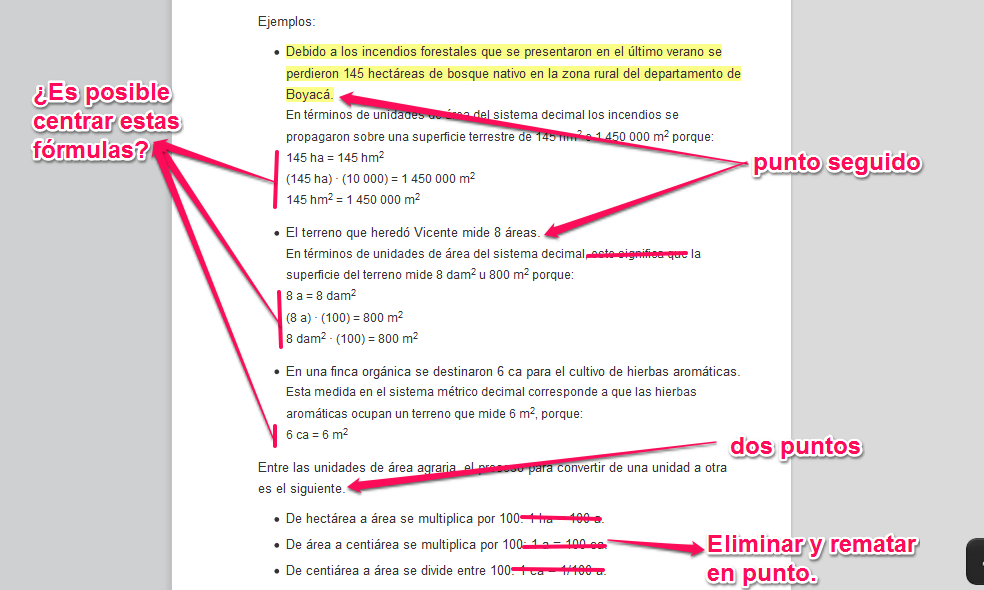 Ejemplos:
• Debido a los incendios forestales que se presentaron en el último verano se
perdieron 145 hectáreas de bosque nativo en la zona rural del departamento de
Boyacá.
En términos de unidades de área del sistema decimal los incendios se
propagaron sobre una superficie terrestre de 145 hm² o 1 450 000 m² porque:
145 ha = 145 hm²
(145 ha) · (10 000) = 1 450 000 m²
145 hm² = 1 450 000 m²
• El terreno que heredó Vicente mide 8 áreas.
En términos de unidades de área del sistema decimal, esto significa que la
superficie del terreno mide 8 dam² u 800 m² porque:
8 a = 8 dam²
(8 a) · (100) = 800 m²
8 dam² · (100) = 800 m²
• En una finca orgánica se destinaron 6 ca para el cultivo de hierbas aromáticas.
Esta medida en el sistema métrico decimal corresponde a que las hierbas
aromáticas ocupan un terreno que mide 6 m², porque:
6 ca = 6 m²
Entre las unidades de área agraria, el proceso para convertir de una unidad a otra
es el siguiente.
• De hectárea a área se multiplica por 100: 1 ha = 100 a.
• De área a centiárea se multiplica por 100: 1 a = 100 ca.
• De centiárea a área se divide entre 100: 1 ca = 1/100 a.
¿Es posible
centrar estas
fórmulas?
punto seguido
dos puntos
Eliminar y rematar
en punto.